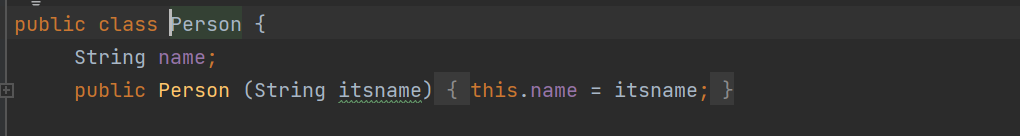 public class Person {
String name;
public Person (String itsname) { this.name = itsname; }